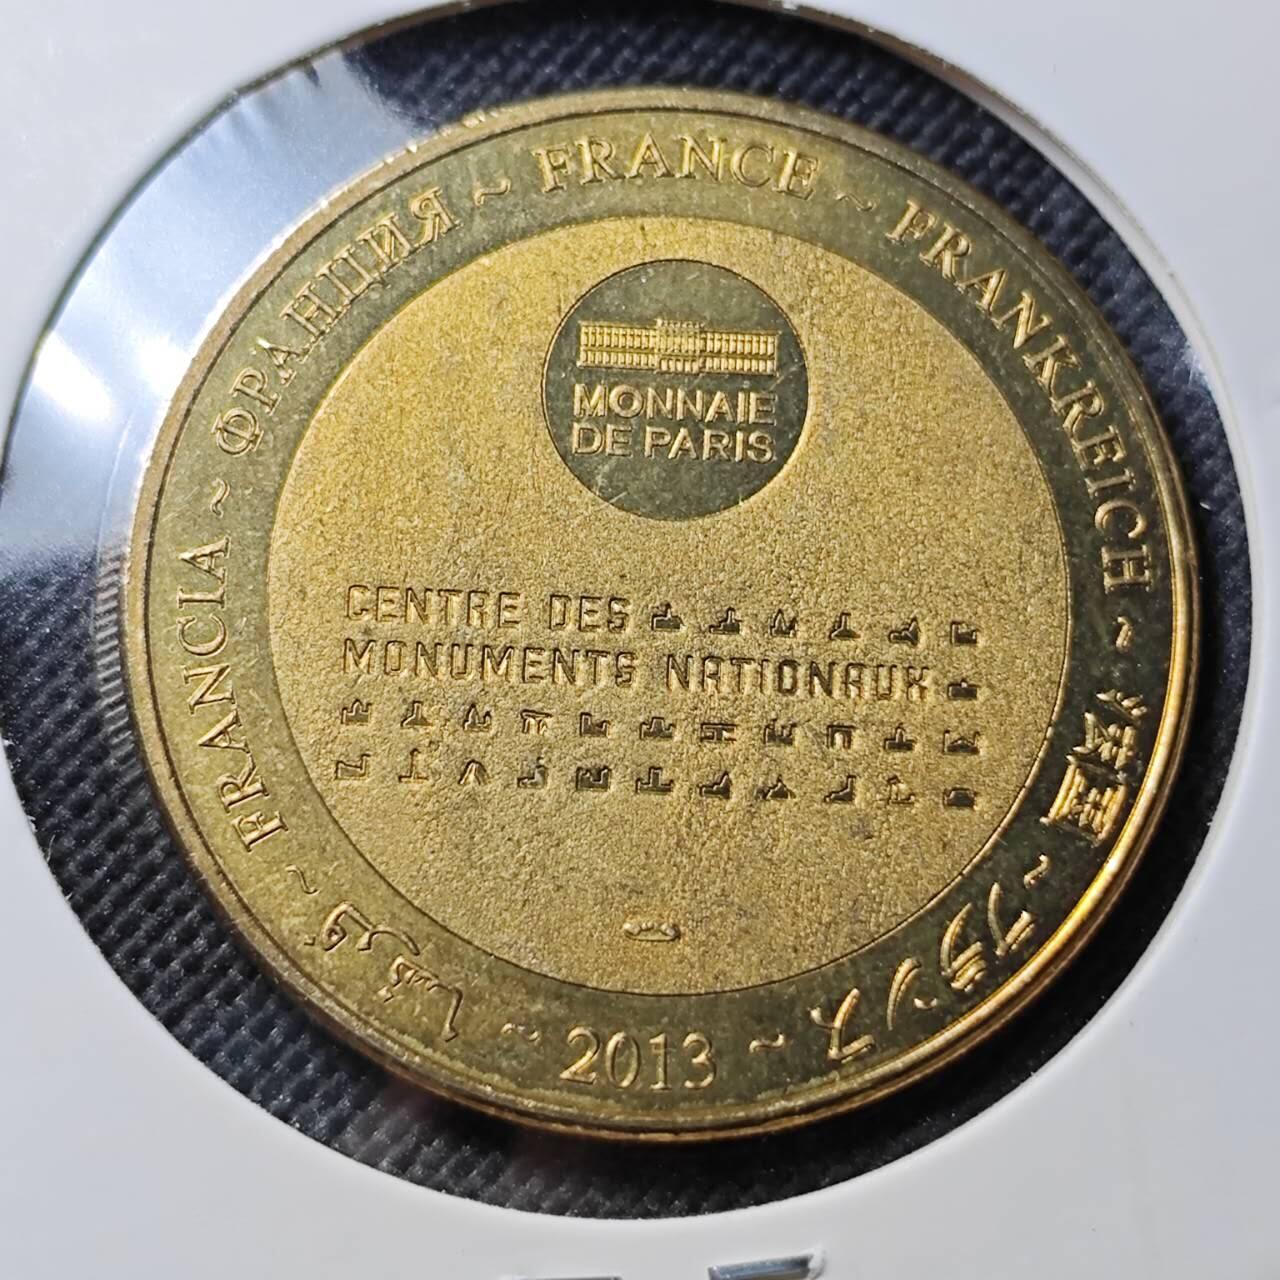 FRANCE ~ FRANKREICH ~ 法国 ~ フランス ~ 2013 ~ فرنسا ~ FRANCIA ~ ФРАНЦИЯ ~
MONNAIE
DE PARIS
CENTRE DES
MONUMENTS NATIONAUX